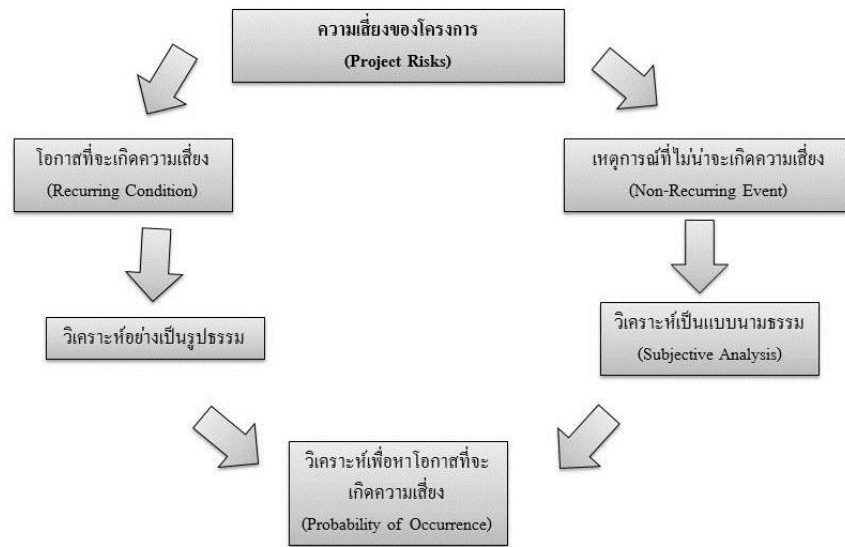 ความเสี่ยงของโครงการ
(Project Risks)
โอกาสที่จะเกิดความเสี่ยง
(Recurring Condition)
เหตุการณ์ที่ไม่น่าจะเกิดความเสี่ยง
(Non-Recurring Event)
วิเคราะห์อย่างเป็นรูปธรรม
วิเคราะห์เป็นแบบนามธรรม
(Subjective Analysis)
วิเคราะห์เพื่อหาโอกาสที่จะ
เกิดความเสี่ยง
(Probability of Occurrence)